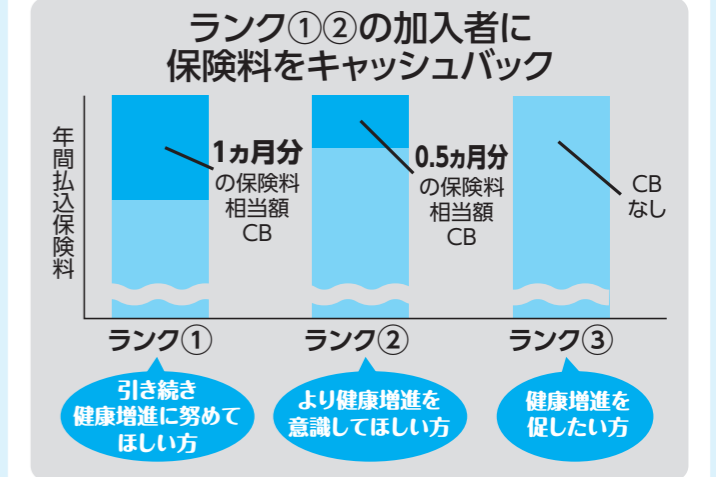 ランク①②の加入者に
保険料をキャッシュバック
年間払込保険料
1ヵ月分
の保険料
相当額
CB
0.5ヵ月分
の保険料
相当額
CB
CB
なし
ランク①
ランク②
ランク③
引き続き
健康増進に努めて
ほしい方
より健康増進を
意識してほしい方
健康増進を
促したい方